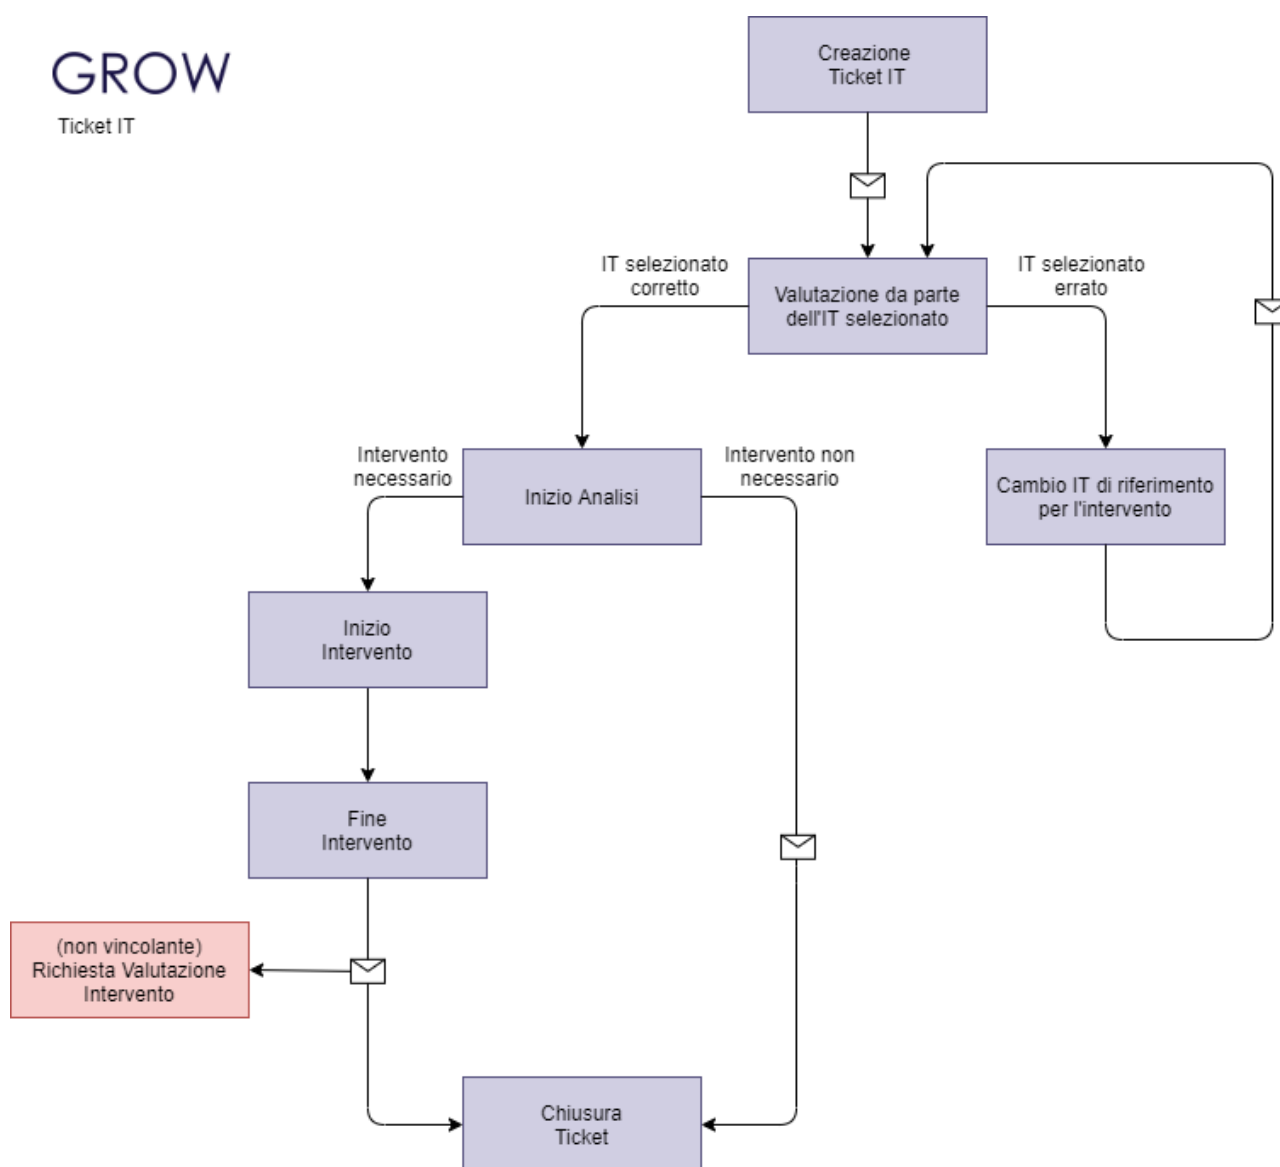 GROW
Ticket IT
Creazione
Ticket IT
IT selezionato
corretto
Valutazione da parte
dell'IT selezionato
IT selezionato
errato
Intervento
necessario
Inizio Analisi
Intervento non
necessario
Cambio IT di riferimento
per l'intervento
Inizio
Intervento
Fine
Intervento
(non vincolante)
Richiesta Valutazione
Intervento
Chiusura
Ticket